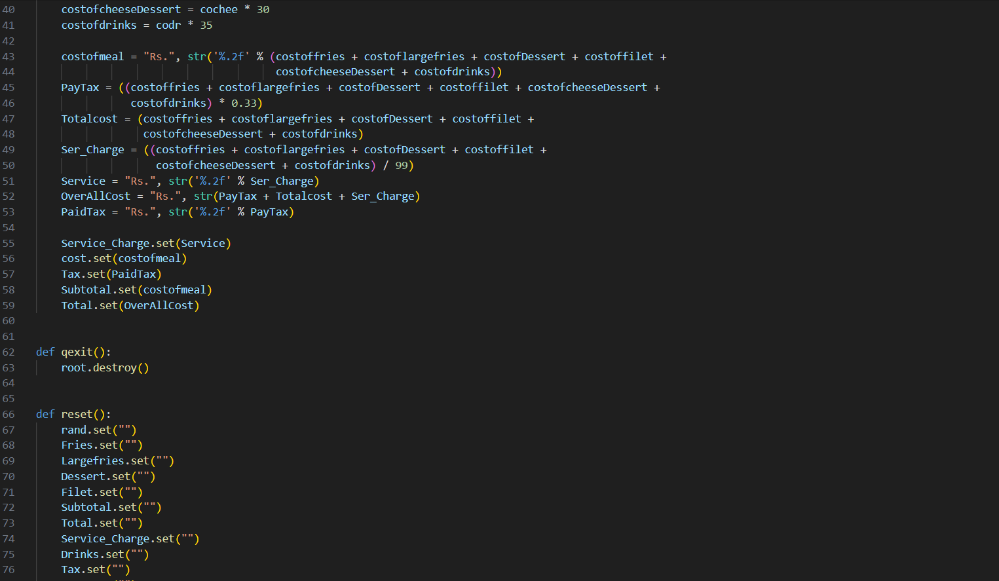 40 costofcheeseDessert = cochee * 30
41 costofdrinks = codr * 35
42
43 costofmeal = "Rs.", str('%.2f' % (costoffries + costoflargefries + costofDessert + costoffilet +
44 costofcheeseDessert + costofdrinks))
45 PayTax = ((costoffries + costoflargefries + costofDessert + costoffilet + costofcheeseDessert +
46 costofdrinks) * 0.33)
47 Totalcost = (costoffries + costoflargefries + costofDessert + costoffilet +
48 costofcheeseDessert + costofdrinks)
49 Ser_Charge = ((costoffries + costoflargefries + costofDessert + costoffilet +
50 costofcheeseDessert + costofdrinks) / 99)
51 Service = "Rs.", str('%.2f' % Ser_Charge)
52 OverAllCost = "Rs.", str(PayTax + Totalcost + Ser_Charge)
53 PaidTax = "Rs.", str('%.2f' % PayTax)
54
55 Service_Charge.set(Service)
56 cost.set(costofmeal)
57 Tax.set(PaidTax)
58 Subtotal.set(costofmeal)
59 Total.set(OverAllCost)
60
61
62 def qexit():
63 root.destroy()
64
65
66 def reset():
67 rand.set("")
68 Fries.set("")
69 Largefries.set("")
70 Dessert.set("")
71 Filet.set("")
72 Subtotal.set("")
73 Total.set("")
74 Service_Charge.set("")
75 Drinks.set("")
76 Tax.set("")